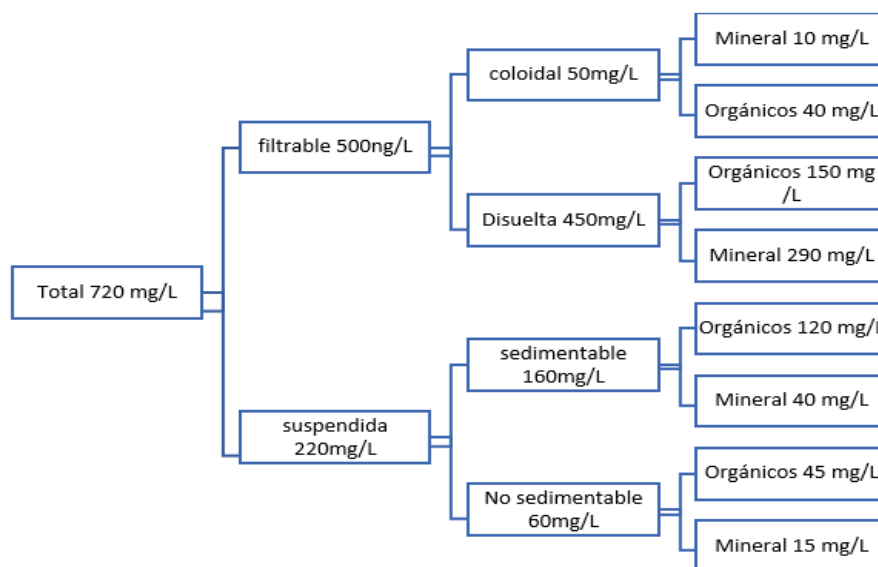 Mineral 10 mg/L
coloidal 50mg/L
Orgánicos 40 mg/L
filtrable 500ng/L
Orgánicos 150 mg
/L
Disuelta 450mg/L
Mineral 290 mg/L
Total 720 mg/L
Orgánicos 120 mg/L
sedimentable
160mg/L
Mineral 40 mg/L
suspendida
220mg/L
Orgánicos 45 mg/L
No sedimentable
60mg/L
Mineral 15 mg/L